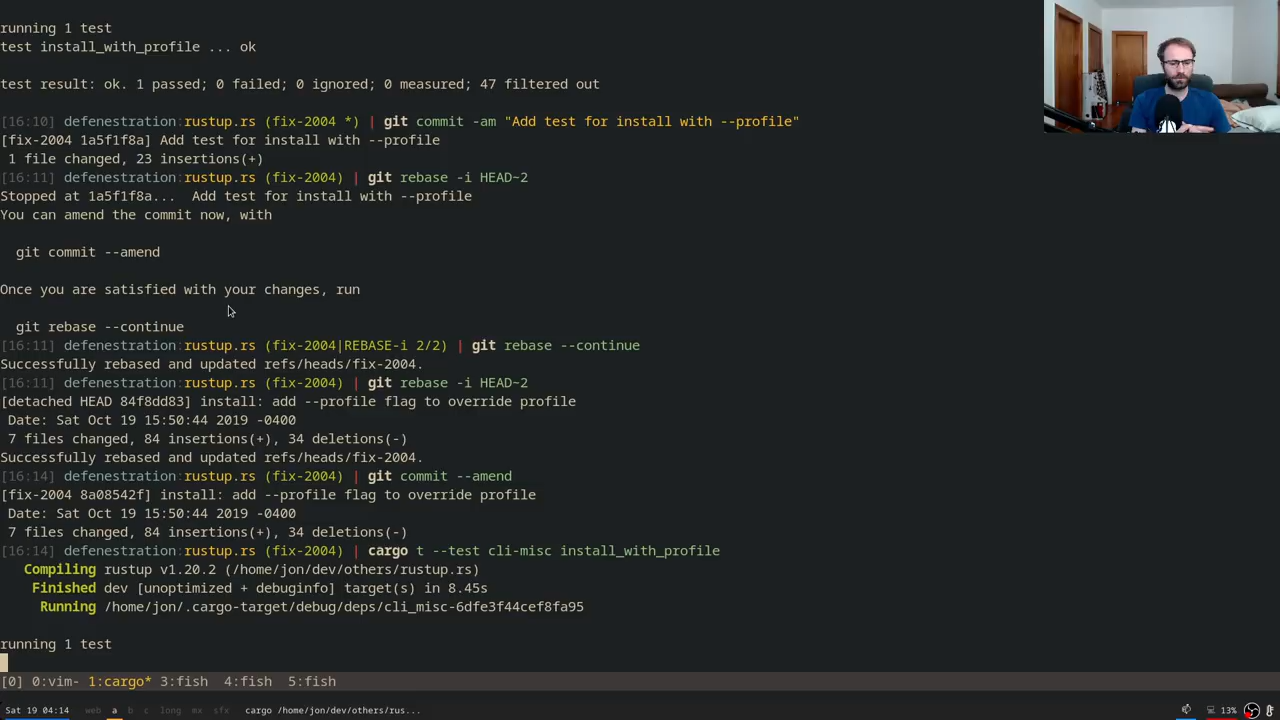 running 1 test
test install_with_profile ... ok
test result: ok. 1 passed; 0 failed; 0 ignored; 0 measured; 47 filtered out
[16:10] defenestration:rustup.rs (fix-2004 *) | git commit -am "Add test for install with --profile"
[fix-2004 1a5f1f8a] Add test for install with --profile
 1 file changed, 23 insertions(+)
[16:11] defenestration:rustup.rs (fix-2004) | git rebase -i HEAD~2
Stopped at 1a5f1f8a...  Add test for install with --profile
You can amend the commit now, with
  git commit --amend
Once you are satisfied with your changes, run
  git rebase --continue
[16:11] defenestration:rustup.rs (fix-2004|REBASE-i 2/2) | git rebase --continue
Successfully rebased and updated refs/heads/fix-2004.
[16:11] defenestration:rustup.rs (fix-2004) | git rebase -i HEAD~2
[detached HEAD 84f8dd83] install: add --profile flag to override profile
 Date: Sat Oct 19 15:50:44 2019 -0400
 7 files changed, 84 insertions(+), 34 deletions(-)
Successfully rebased and updated refs/heads/fix-2004.
[16:14] defenestration:rustup.rs (fix-2004) | git commit --amend
[fix-2004 8a08542f] install: add --profile flag to override profile
 Date: Sat Oct 19 15:50:44 2019 -0400
 7 files changed, 84 insertions(+), 34 deletions(-)
[16:14] defenestration:rustup.rs (fix-2004) | cargo t --test cli-misc install_with_profile
   Compiling rustup v1.20.2 (/home/jon/dev/others/rustup.rs)
    Finished dev [unoptimized + debuginfo] target(s) in 8.45s
     Running /home/jon/.cargo-target/debug/deps/cli_misc-6dfe3f44cef8fa95
running 1 test
[0] 0:vim- 1:cargo* 3:fish  4:fish  5:fish
Sat 19 04:14 web a b c long mx sfx cargo /home/jon/dev/others/rus... 13%